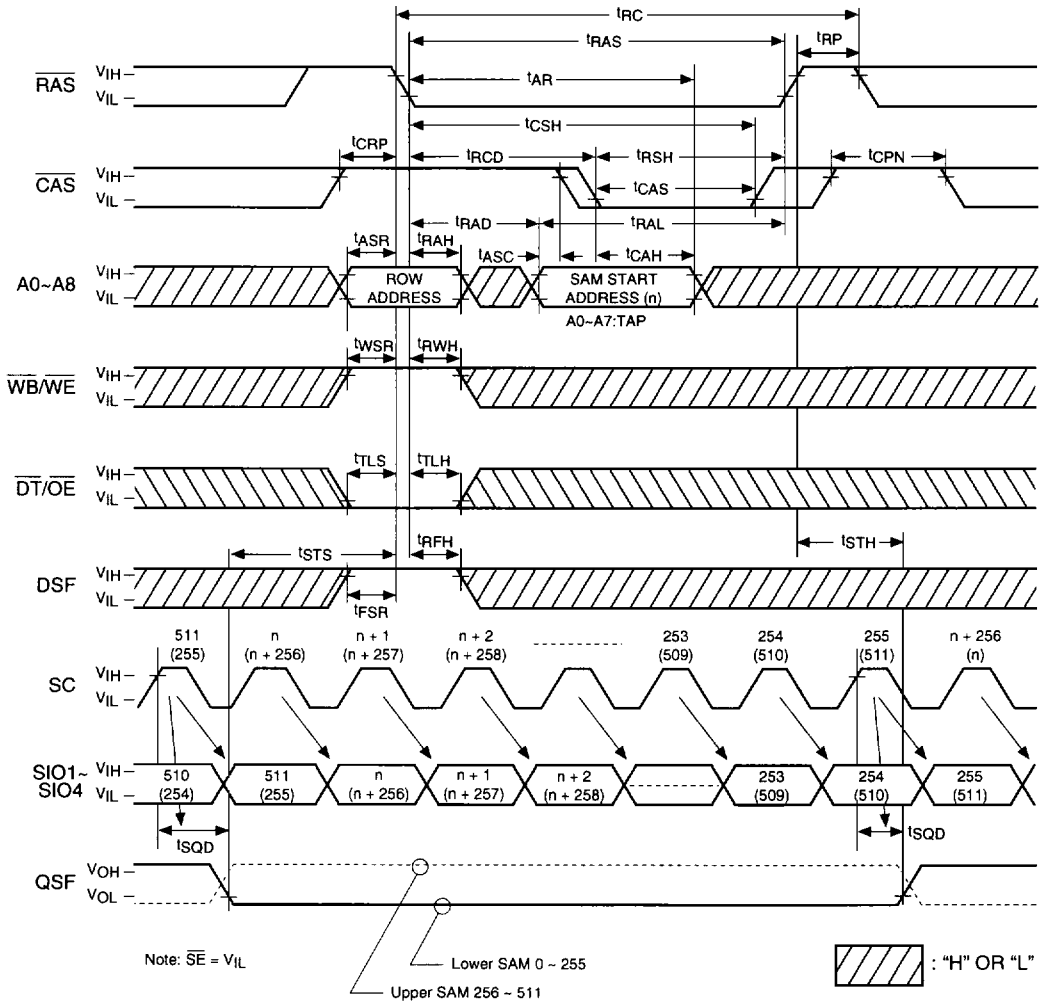 tRC
tRAS
tRP
RAS
VIH
VIL
tAR
tCSH
tCRP
tRCD
tRSH
tCPN
CAS
VIH
VIL
tCAS
tRAD
tRAL
tASR
tRAH
tASC
tCAH
A0~A8
VIH
VIL
ROW
ADDRESS
SAM START
ADDRESS (n)
A0~A7:TAP
tWSR
tRWH
WB/WE
VIH
VIL
tTLS
tTLH
DT/OE
VIH
VIL
tSTS
tRFH
tSTH
DSF
VIH
VIL
tFSR
511
(255)
n
(n + 256)
n + 1
(n + 257)
n + 2
(n + 258)
253
(509)
254
(510)
255
(511)
n + 256
(n)
SC
VIH
VIL
SIO1~
SIO4
VIH
VIL
510
(254)
511
(255)
n
(n + 256)
n + 1
(n + 257)
n + 2
(n + 258)
253
(509)
254
(510)
255
(511)
tSQD
tSQD
QSF
VOH
VOL
Note: SE = VIL
Lower SAM 0 ~ 255
Upper SAM 256 ~ 511
: "H" OR "L"